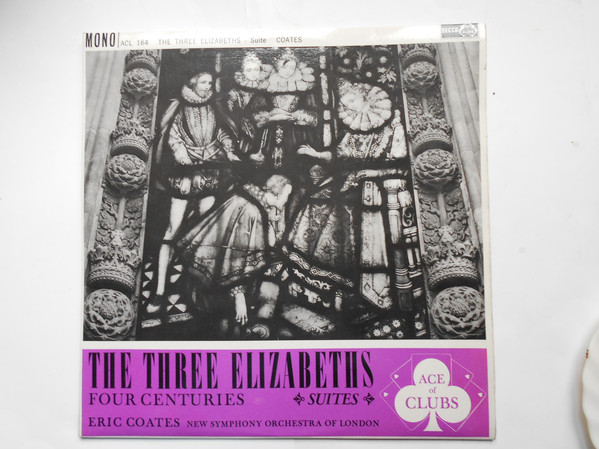 MONO ACL 164 THE THREE ELIZABETHS - Suite COATES DECCA
THE THREE ELIZABETHS
FOUR CENTURIES SUITES
ERIC COATES NEW SYMPHONY ORCHESTRA OF LONDON
ACE
of
CLUBS